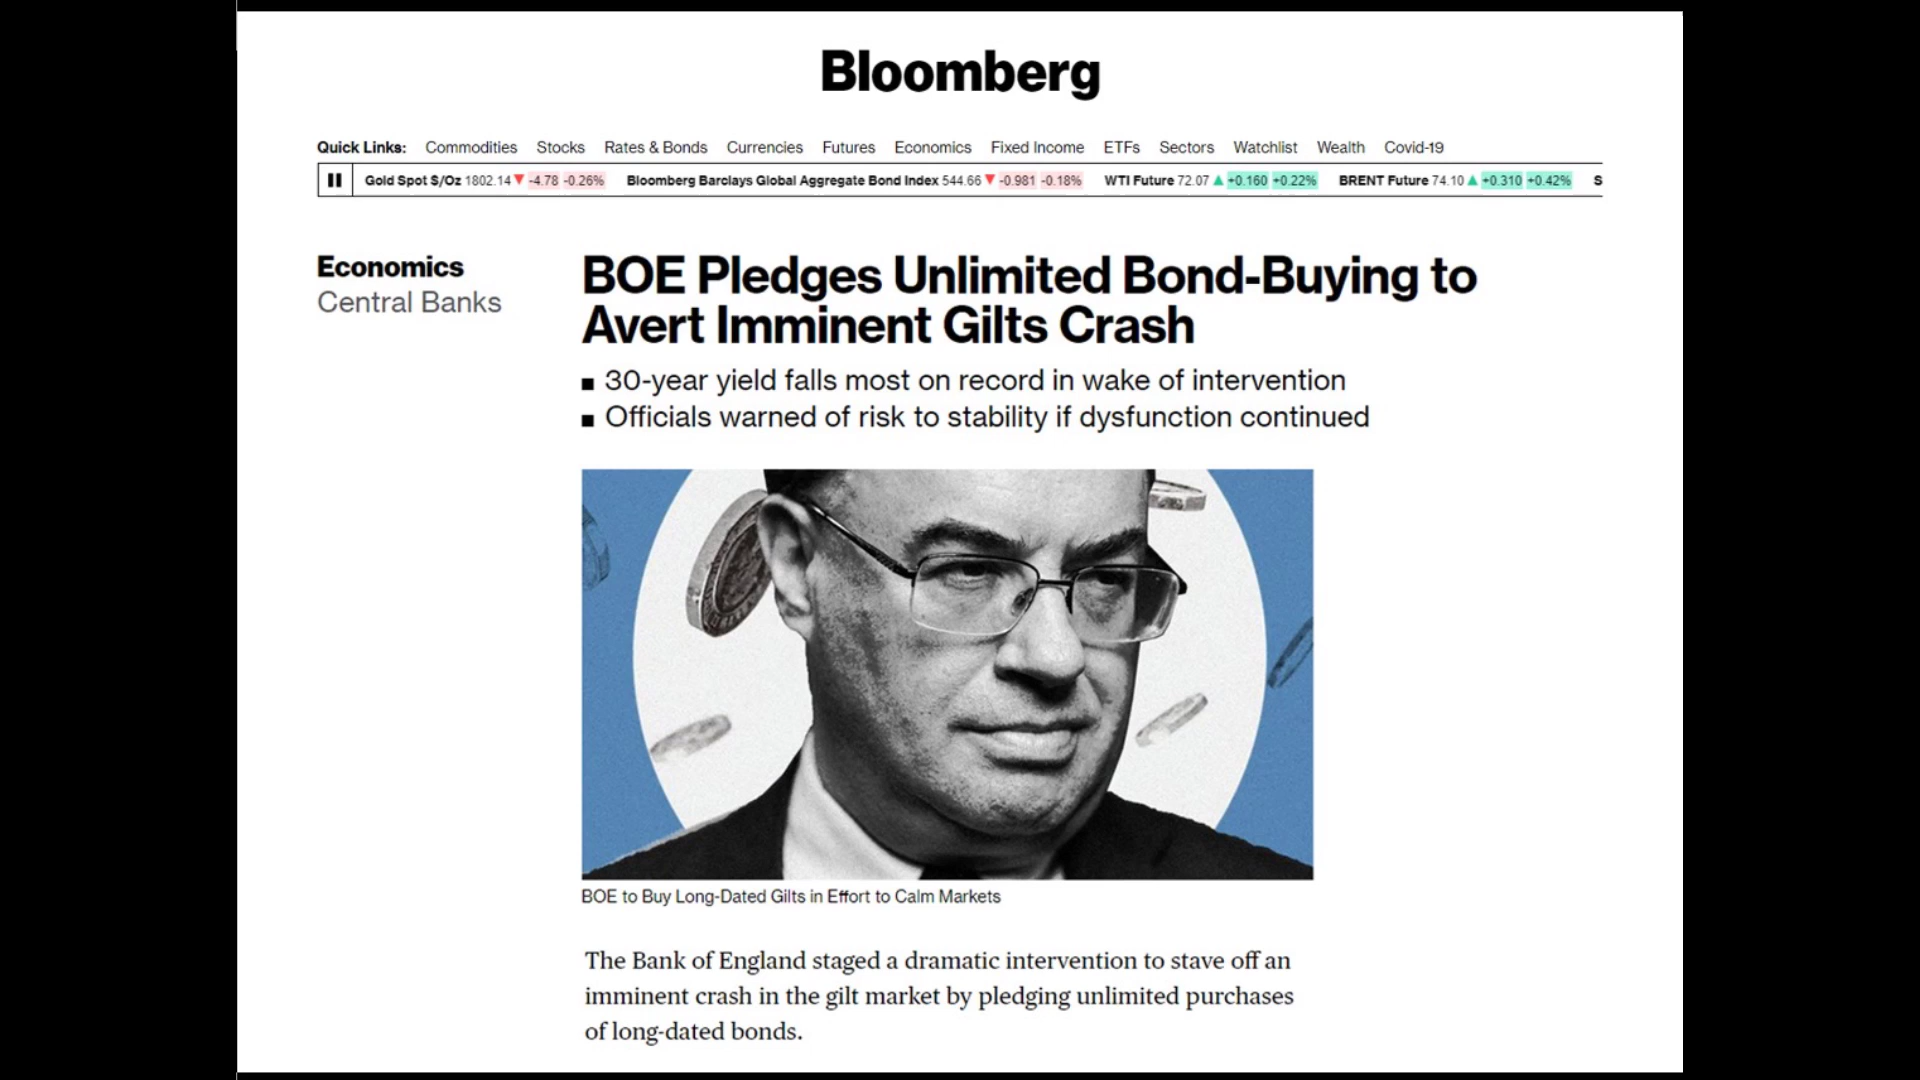 Bloomberg
Quick Links: Commodities Stocks Rates & Bonds Currencies Futures Economics Fixed Income ETFs Sectors Watchlist Wealth Covid-19
Gold Spot $/Oz 1802.14 ▼ -4.78 -0.26% Bloomberg Barclays Global Aggregate Bond Index 544.66 ▼ -0.981 -0.18% WTI Future 72.07 ▲ +0.160 +0.22% BRENT Future 74.10 ▲ +0.310 +0.42% S
Economics
Central Banks
BOE Pledges Unlimited Bond-Buying to
Avert Imminent Gilts Crash
■ 30-year yield falls most on record in wake of intervention
■ Officials warned of risk to stability if dysfunction continued
BOE to Buy Long-Dated Gilts in Effort to Calm Markets
The Bank of England staged a dramatic intervention to stave off an
imminent crash in the gilt market by pledging unlimited purchases
of long-dated bonds.